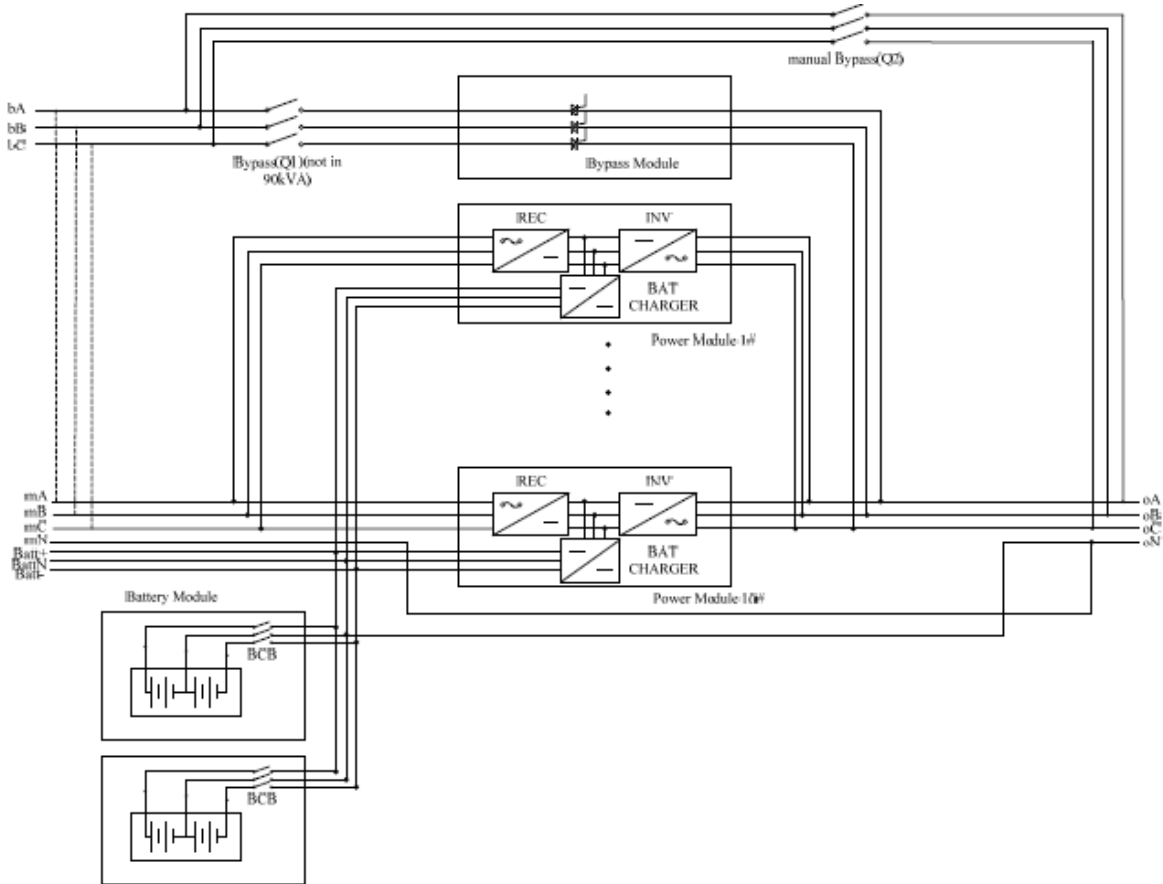 manual Bypass(Q2)
bA
bB
bC
Bypass(Q1)(not in
90kVA)
Bypass Module
REC
INV
BAT
CHARGER
Power Module 1#
REC
INV
BAT
CHARGER
mA
mB
mC
mN
Batt+
BattN
Batt-
oA
oB
oC
oN
Battery Module
BCB
BCB